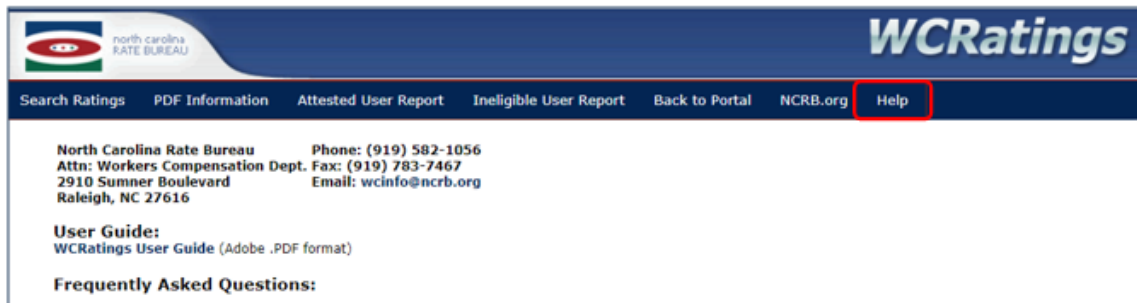 north carolina
RATE BUREAU
WCRatings
Search Ratings PDF Information Attested User Report Ineligible User Report Back to Portal NCRB.org Help
North Carolina Rate Bureau Phone: (919) 582-1056
Attn: Workers Compensation Dept. Fax: (919) 783-7467
2910 Sumner Boulevard Email: wcinfo@ncrb.org
Raleigh, NC 27616
User Guide:
WCRatings User Guide (Adobe .PDF format)
Frequently Asked Questions: